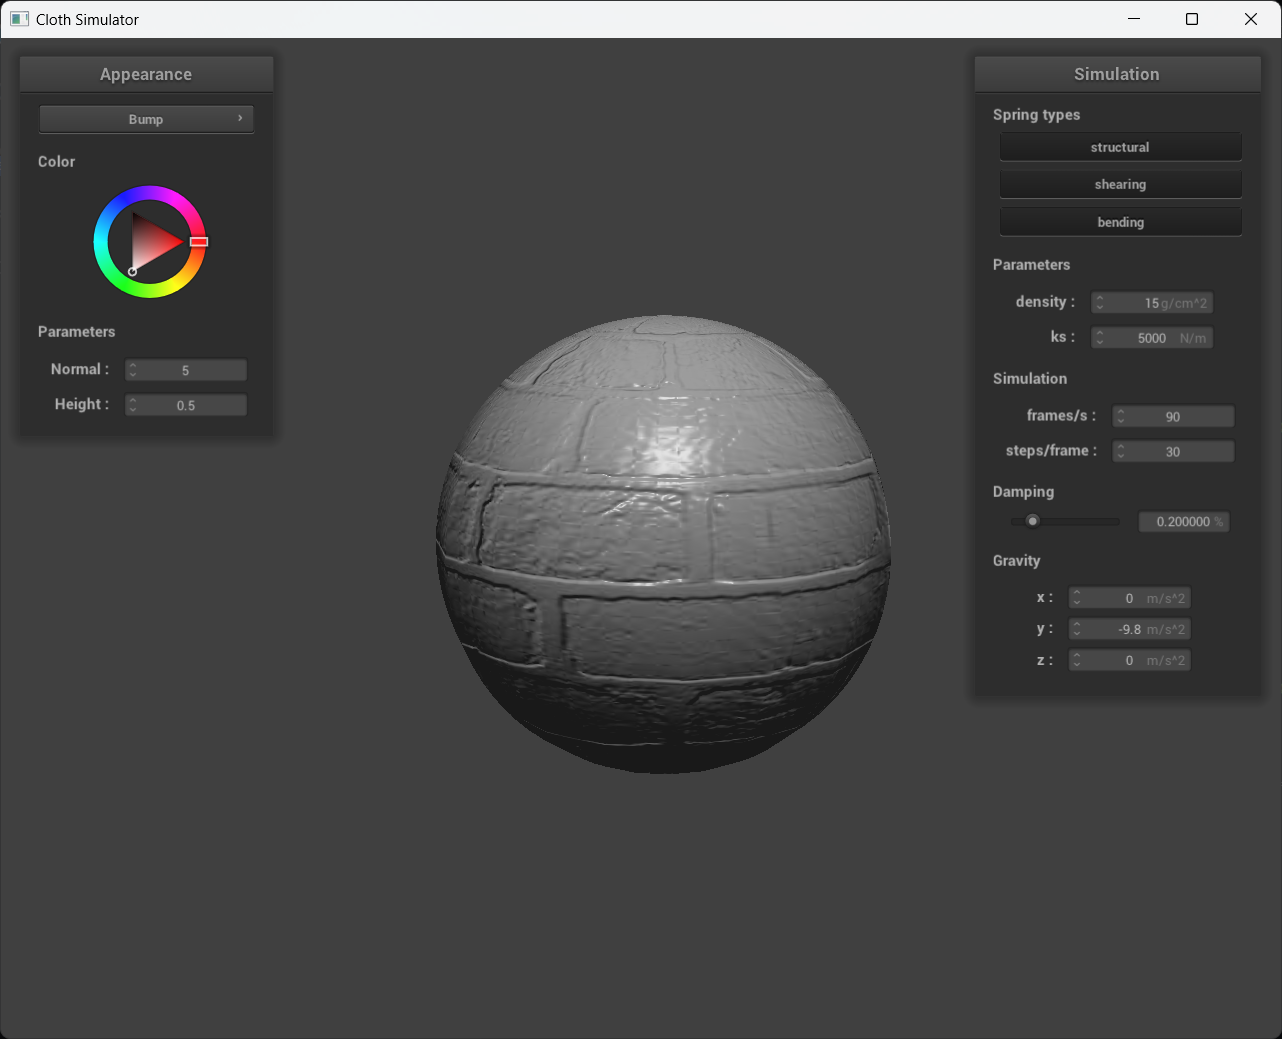 Cloth Simulator
Appearance
Bump
Color
Parameters
Normal : 5
Height : 0.5
Simulation
Spring types
structural
shearing
bending
Parameters
density : 15 g/cm^2
ks : 5000 N/m
Simulation
frames/s : 90
steps/frame : 30
Damping
0.200000 %
Gravity
x : 0 m/s^2
y : -9.8 m/s^2
z : 0 m/s^2